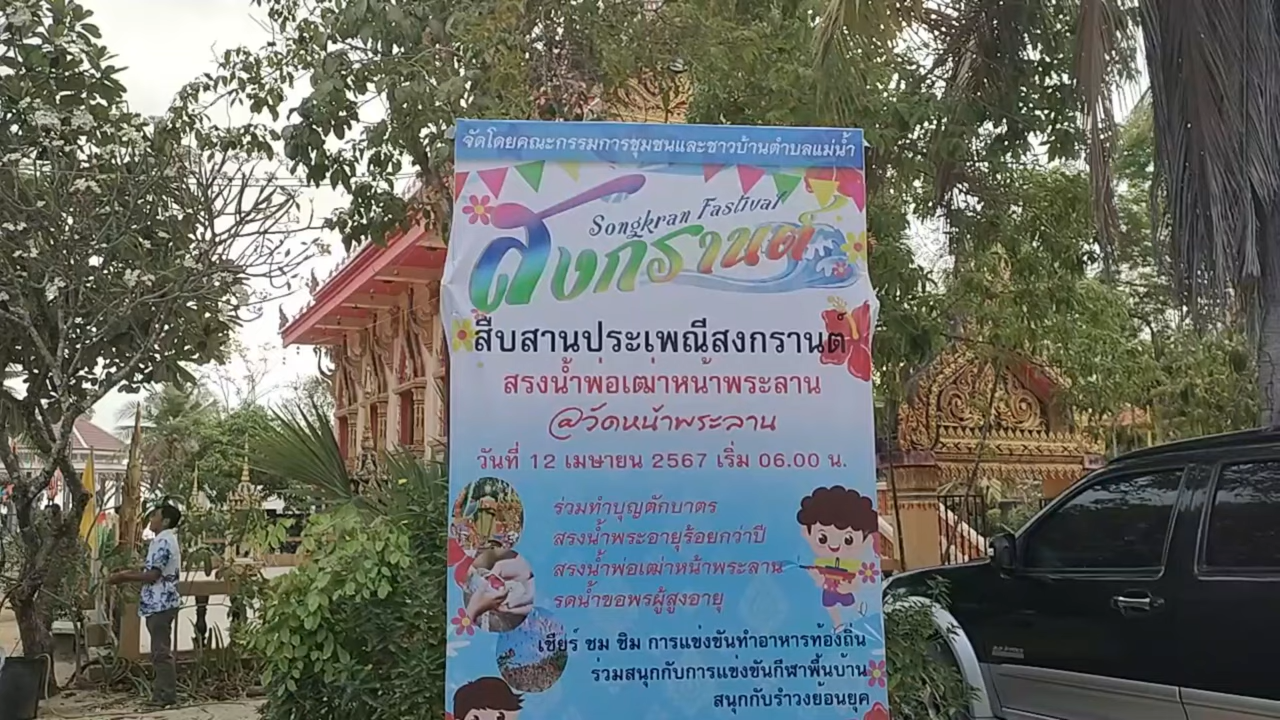 จัดโดยคณะกรรมการชุมชนและชาวบ้านตำบลแม่น้ำ
Songkran Fastival
สงกรานต์
สืบสานประเพณีสงกรานต์
สรงน้ำพ่อเฒ่าหน้าพระลาน
@วัดหน้าพระลาน
วันที่ 12 เมษายน 2567 เริ่ม 06.00 น.
ร่วมทำบุญตักบาตร
สรงน้ำพระอายุร้อยกว่าปี
สรงน้ำพ่อเฒ่าหน้าพระลาน
รดน้ำขอพรผู้สูงอายุ
เชียร์ ชม ชิม การแข่งขันทำอาหารท้องถิ่น
ร่วมสนุกกับการแข่งขันกีฬาพื้นบ้าน
สนุกกับรำวงย้อนยุค